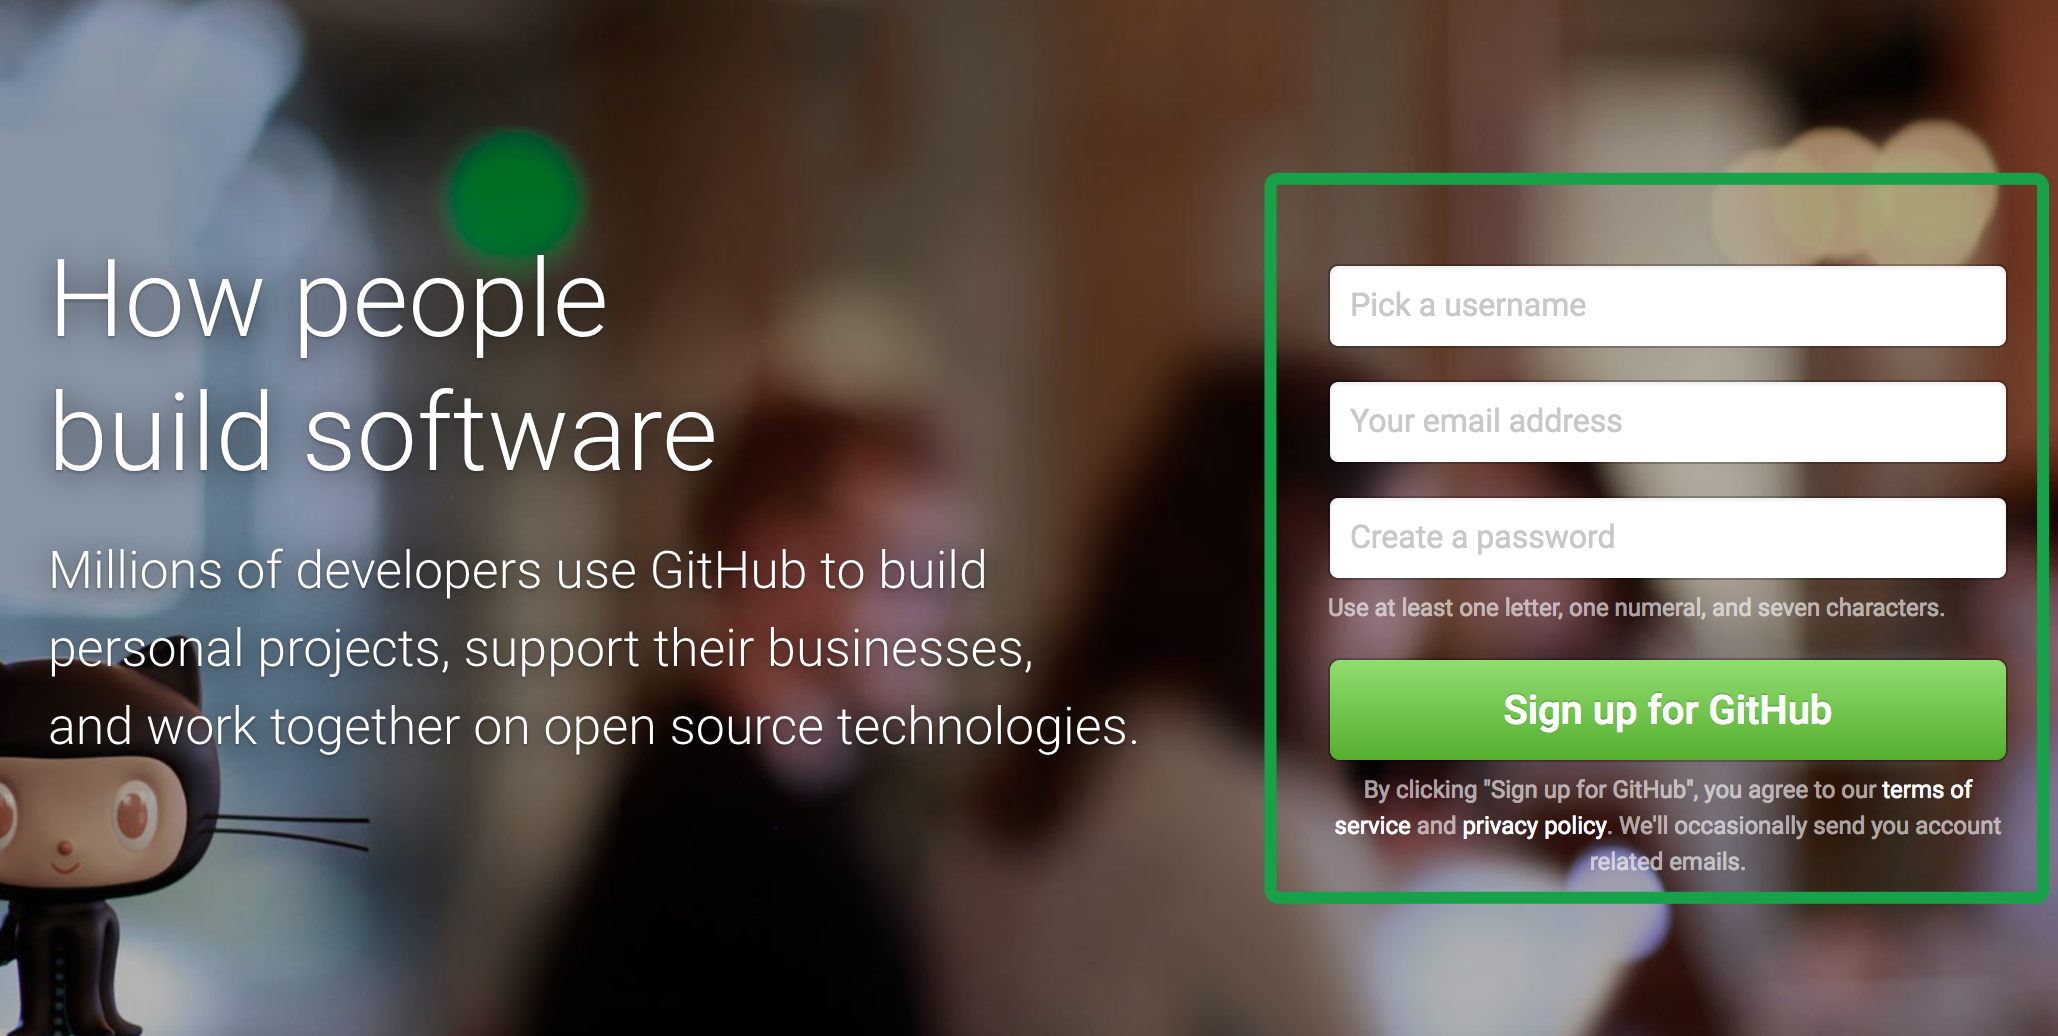 How people
build software
Millions of developers use GitHub to build
personal projects, support their businesses,
and work together on open source technologies.
Pick a username
Your email address
Create a password
Use at least one letter, one numeral, and seven characters.
Sign up for GitHub
By clicking "Sign up for GitHub", you agree to our terms of
service and privacy policy. We'll occasionally send you account
related emails.